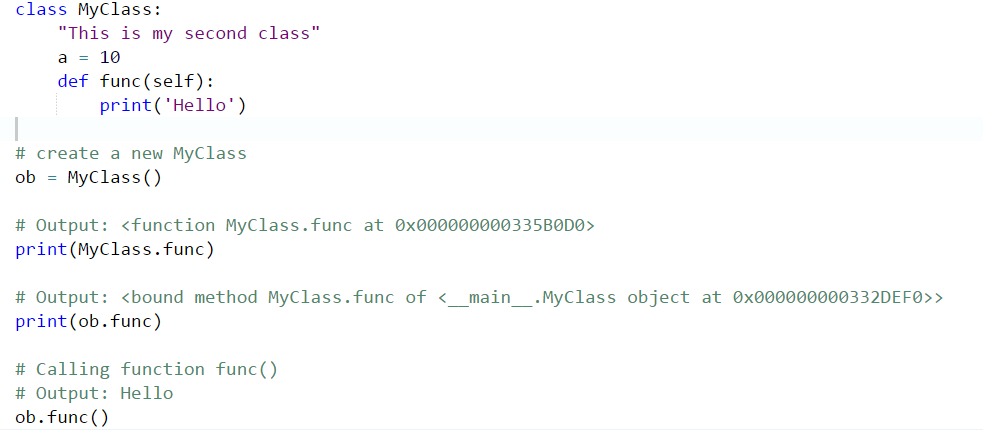 class MyClass:
    "This is my second class"
    a = 10
    def func(self):
        print('Hello')
# create a new MyClass
ob = MyClass()
# Output: <function MyClass.func at 0x000000000335B0D0>
print(MyClass.func)
# Output: <bound method MyClass.func of <__main__.MyClass object at 0x000000000332DEF0>>
print(ob.func)
# Calling function func()
# Output: Hello
ob.func()